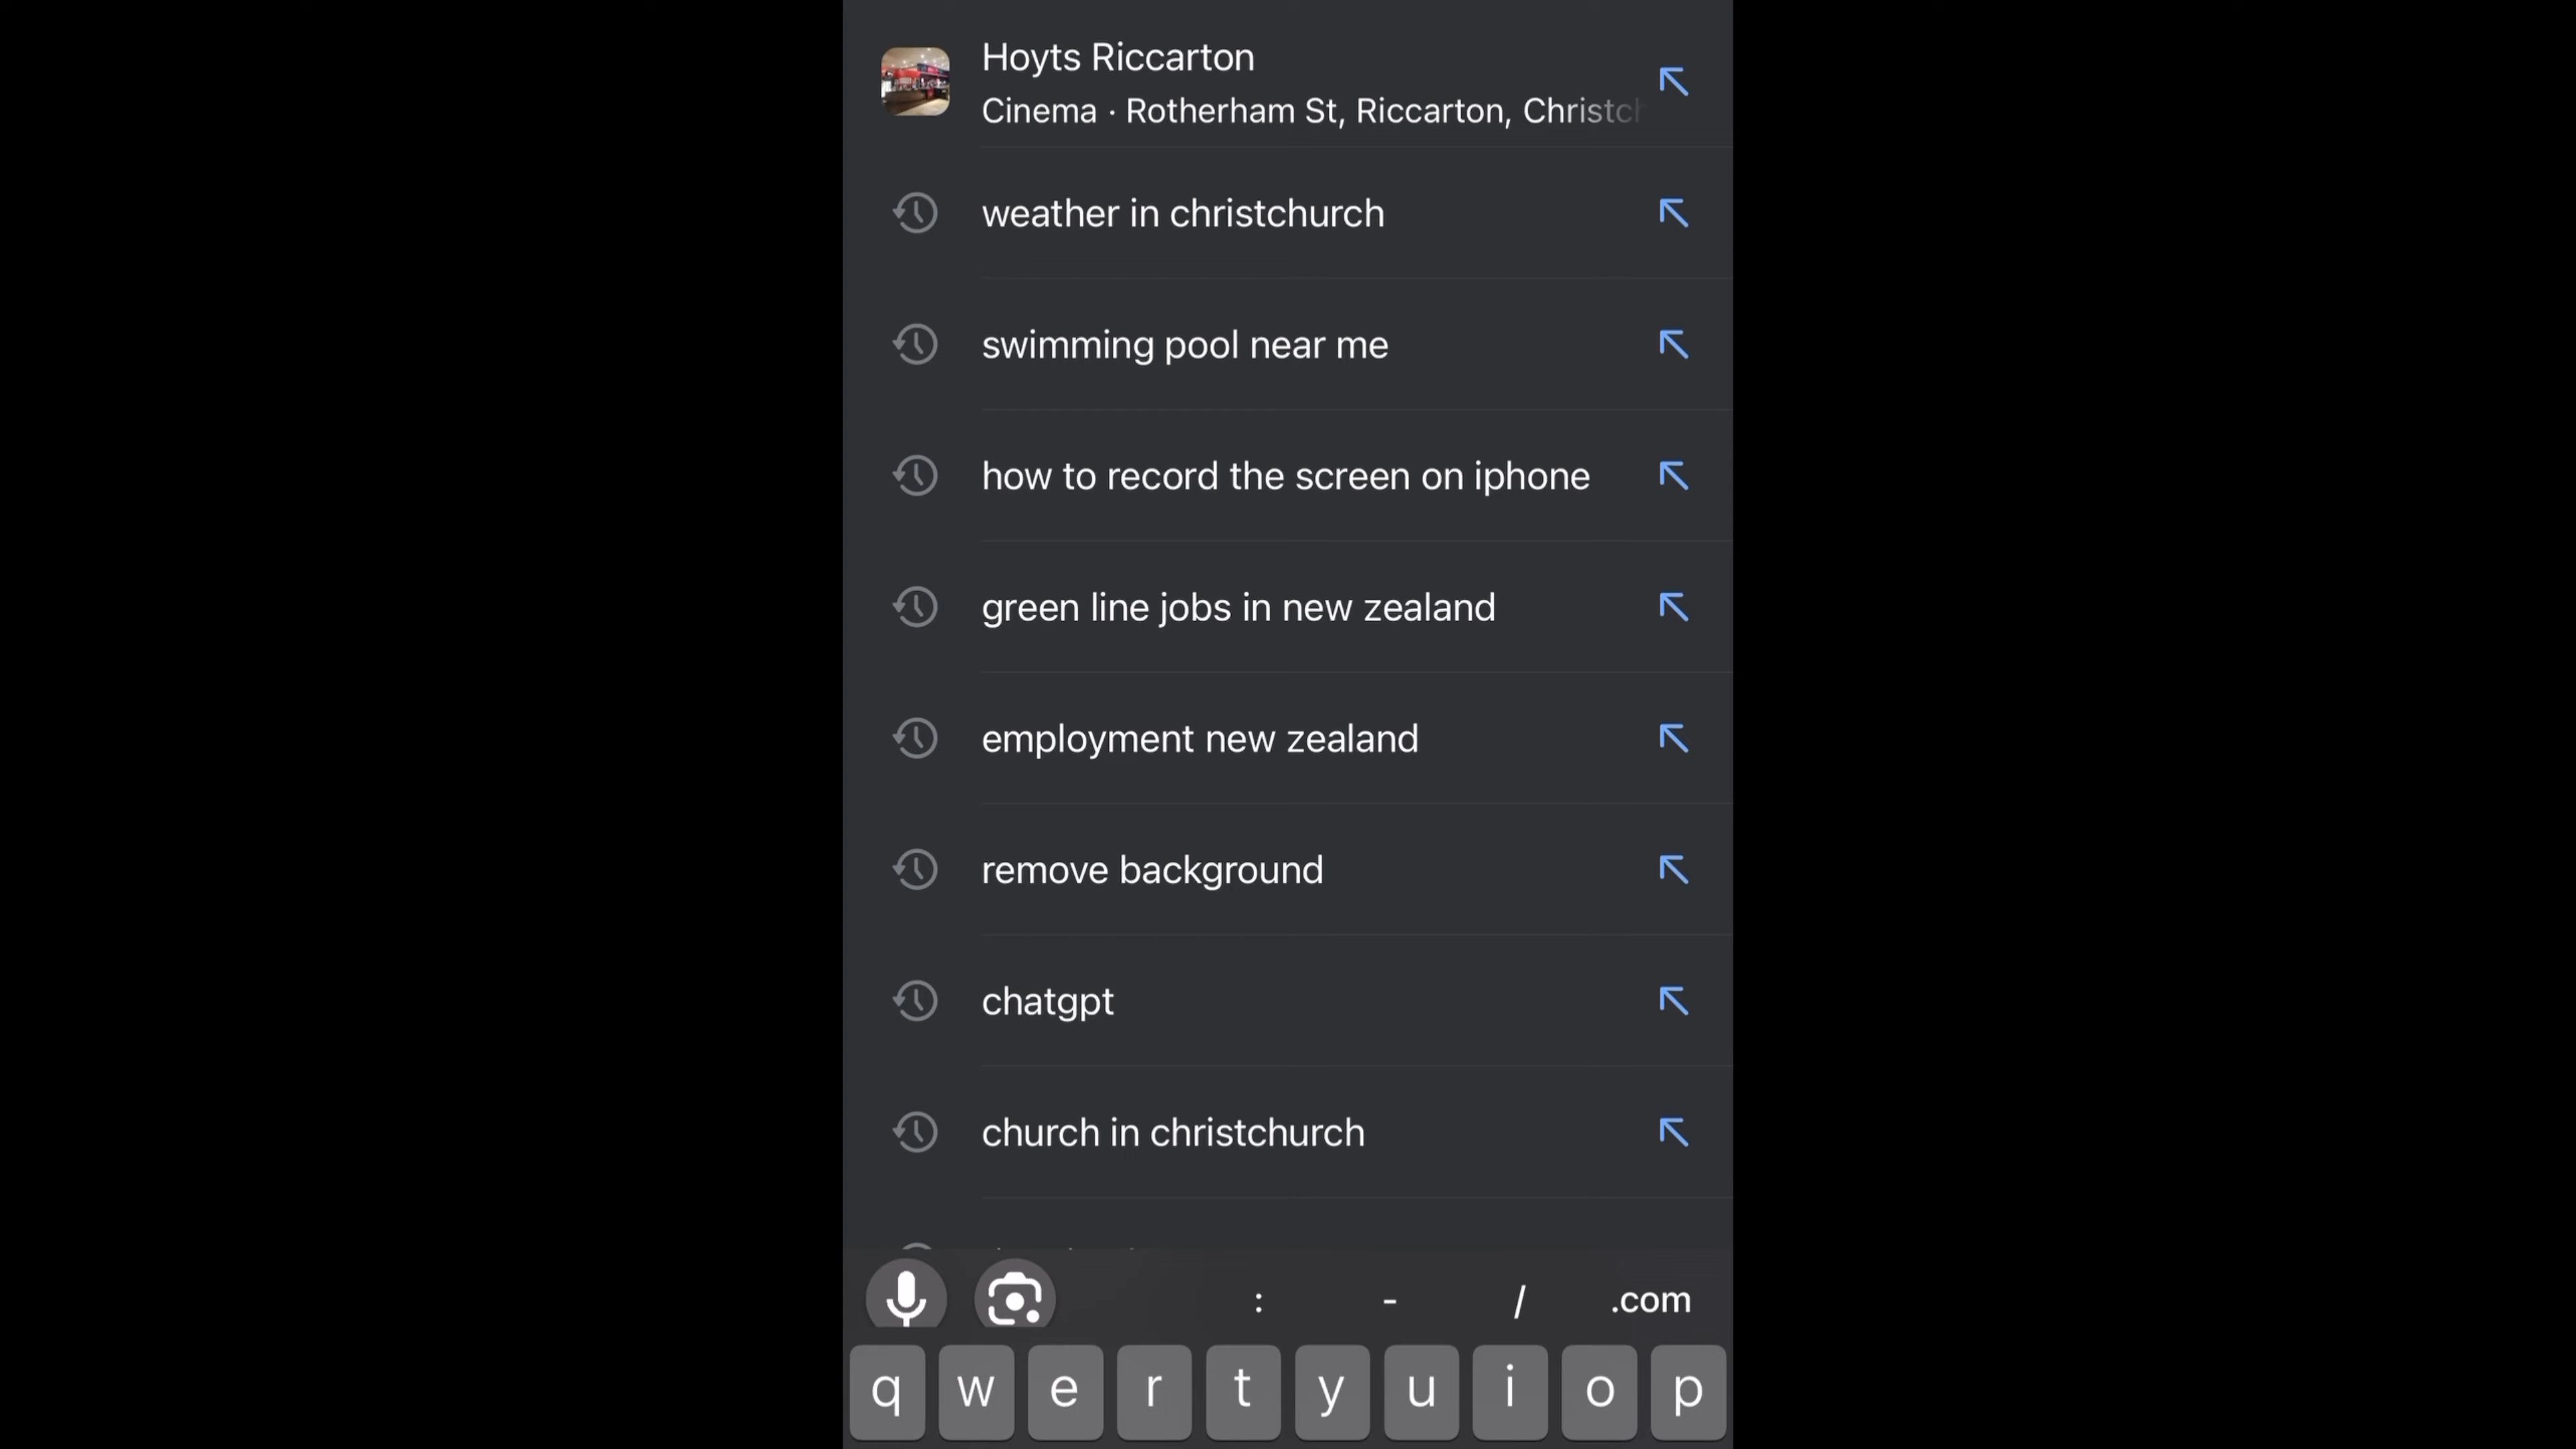 Hoyts Riccarton
Cinema · Rotherham St, Riccarton,
weather in christchurch
swimming pool near me
how to record the screen on iphone
green line jobs in new zealand
employment new zealand
remove background
chatgpt
church in christchurch
: - / .com
q w e r t y u i o p